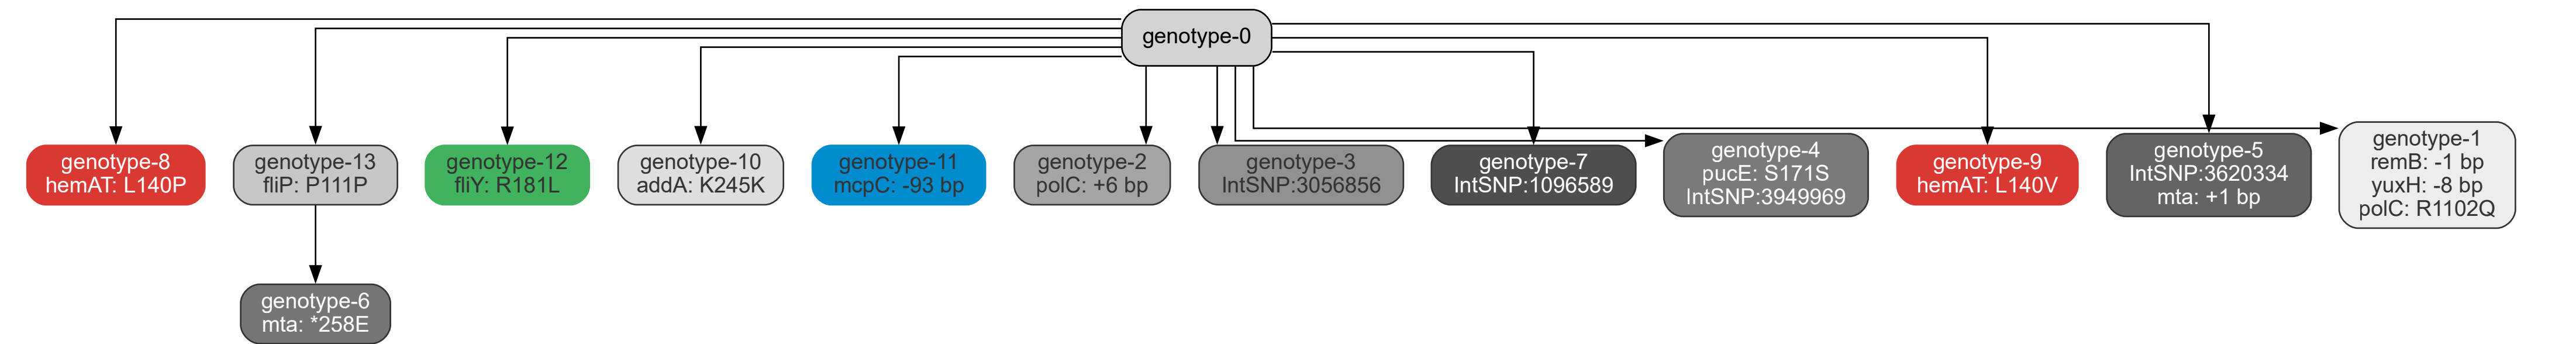 genotype-0
genotype-8
hemAT: L140P
genotype-13
fliP: P111P
genotype-12
fliY: R181L
genotype-10
addA: K245K
genotype-11
mcpC: -93 bp
genotype-2
polC: +6 bp
genotype-3
IntSNP:3056856
genotype-7
IntSNP:1096589
genotype-4
pucE: S171S
IntSNP:3949969
genotype-9
hemAT: L140V
genotype-5
IntSNP:3620334
mta: +1 bp
genotype-1
remB: -1 bp
yuxH: -8 bp
polC: R1102Q
genotype-6
mta: *258E